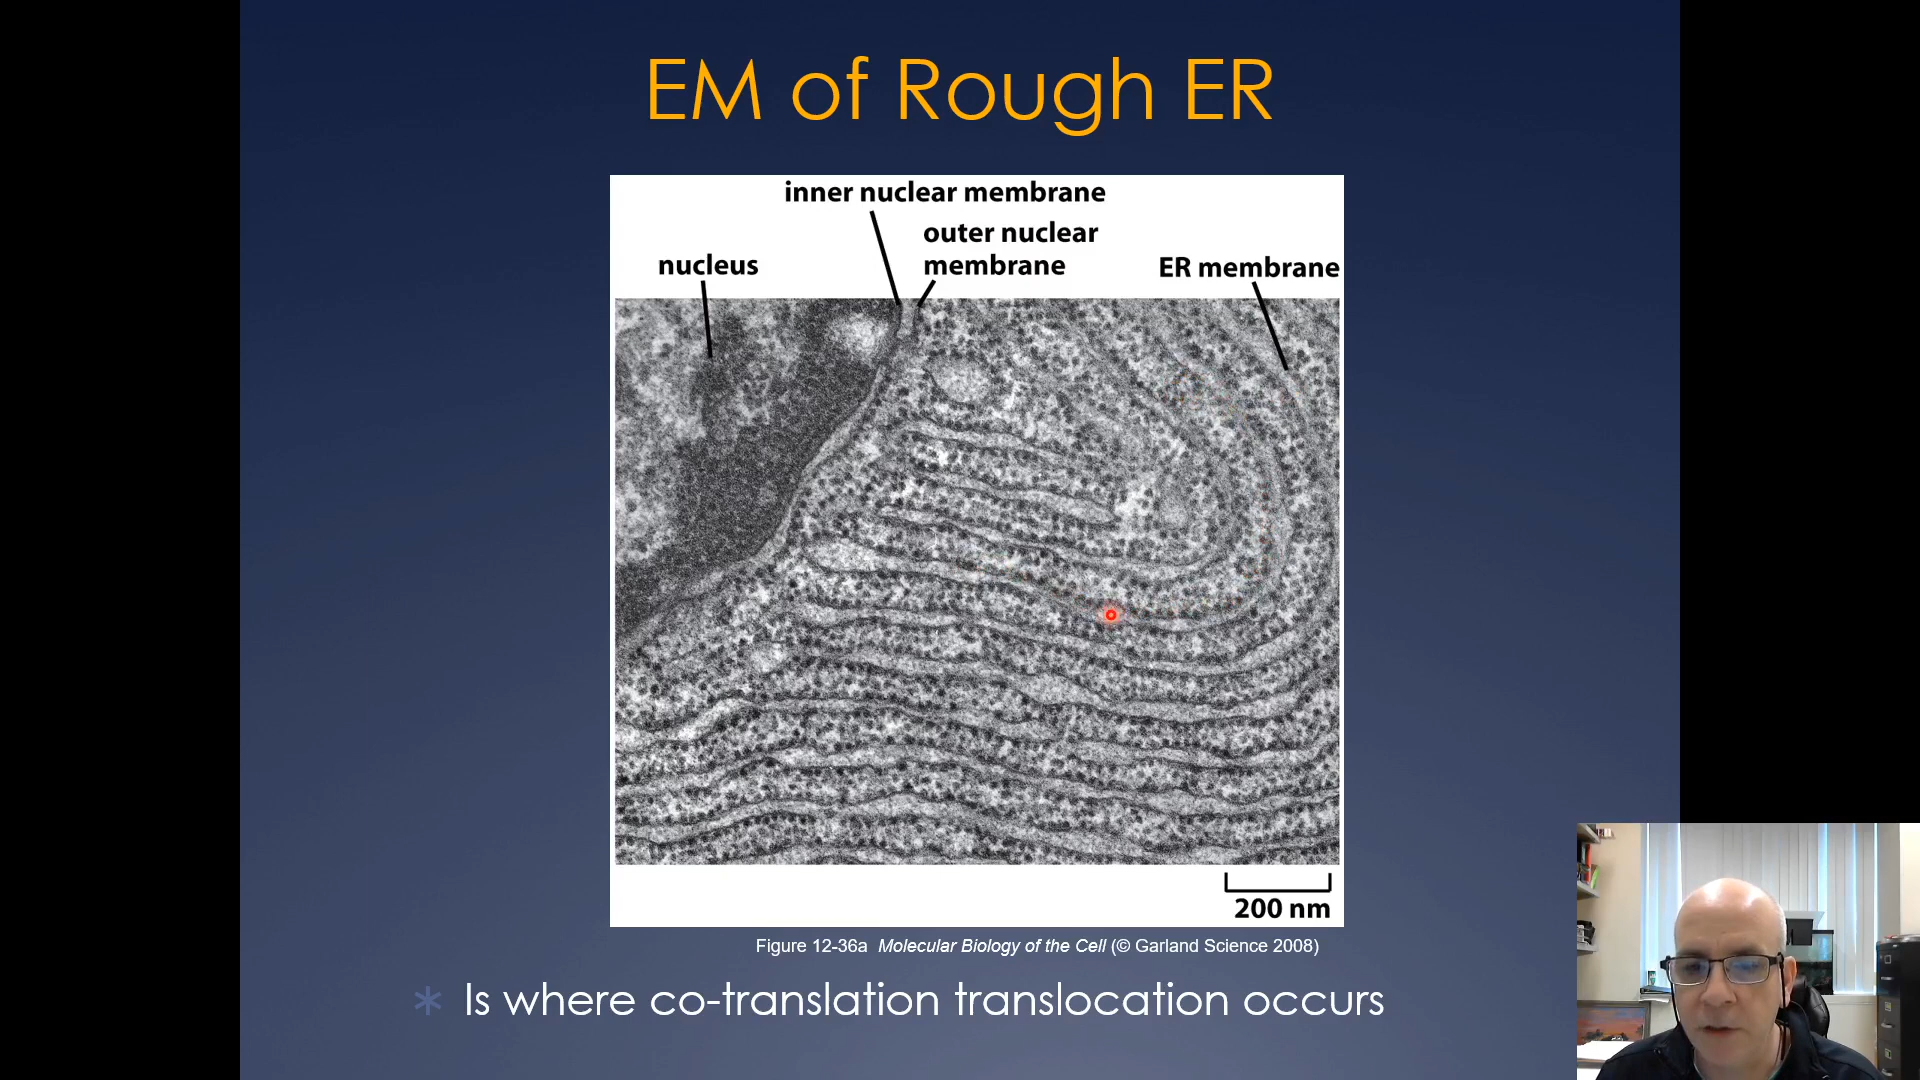 EM of Rough ER
inner nuclear membrane
outer nuclear
membrane
nucleus
ER membrane
200 nm
Figure 12-36a Molecular Biology of the Cell (© Garland Science 2008)
* Is where co-translation translocation occurs